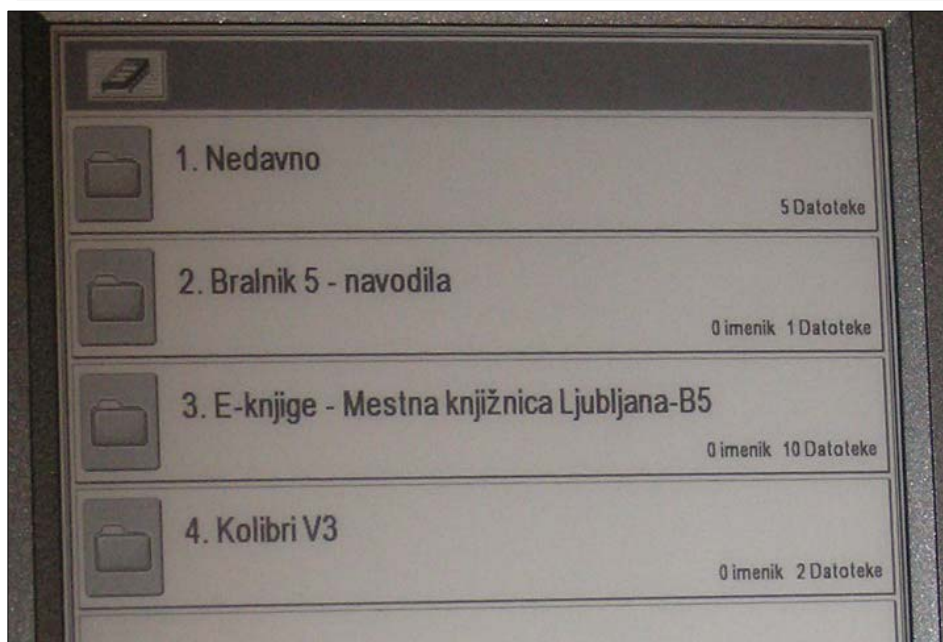 1. Nedavno
5 Datoteke
2. Bralnik 5 - navodila
0 imenik 1 Datoteke
3. E-knjige - Mestna knjižnica Ljubljana-B5
0 imenik 10 Datoteke
4. Kolibri V3
0 imenik 2 Datoteke